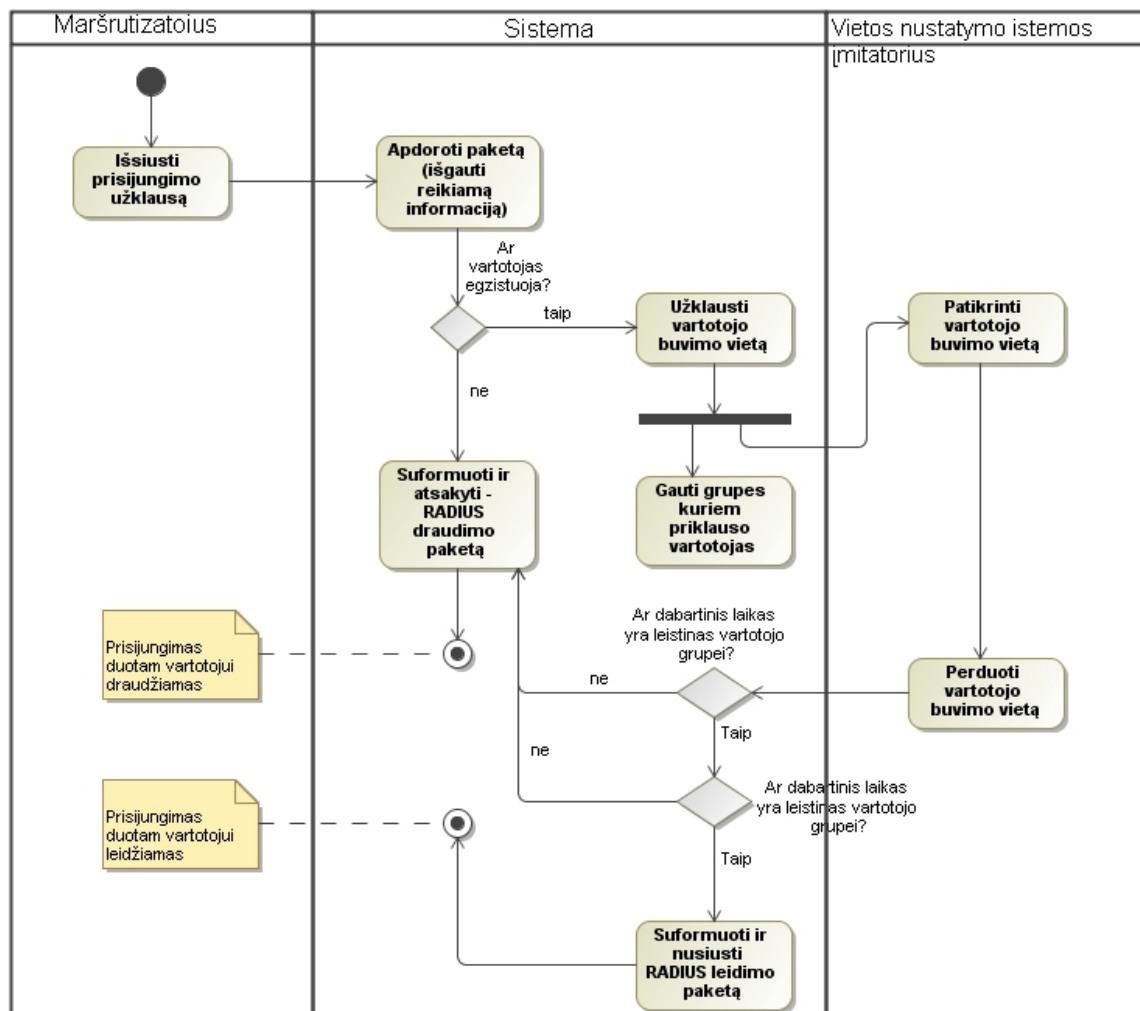 Maršrutizatoius
Sistema
Vietos nustatymo istemos
įmitatorius
Išsiusti
prisijungimo
užklausą
Apdoroti paketą
(išgauti
reikiamą
informaciją)
Ar
vartotojas
egzistuoja?
taip
Užklausti
vartotojo
buvimo vietą
Patikrinti
vartotojo
buvimo vietą
ne
Suformuoti ir
atsakyti -
RADIUS
draudimo
paketą
Gauti grupes
kuriem
priklauso
vartotojas
Ar dabartinis laikas
yra leistinas vartotojo
grupei?
Prisijungimas
duotam vartotojui
draudžiamas
ne
Perduoti
vartotojo
buvimo vietą
Taip
ne
Ar dabartinis laikas
yra leistinas vartotojo
grupei?
Prisijungimas
duotam vartotojui
leidžiamas
Taip
Suformuoti ir
nusiusti
RADIUS leidimo
paketą